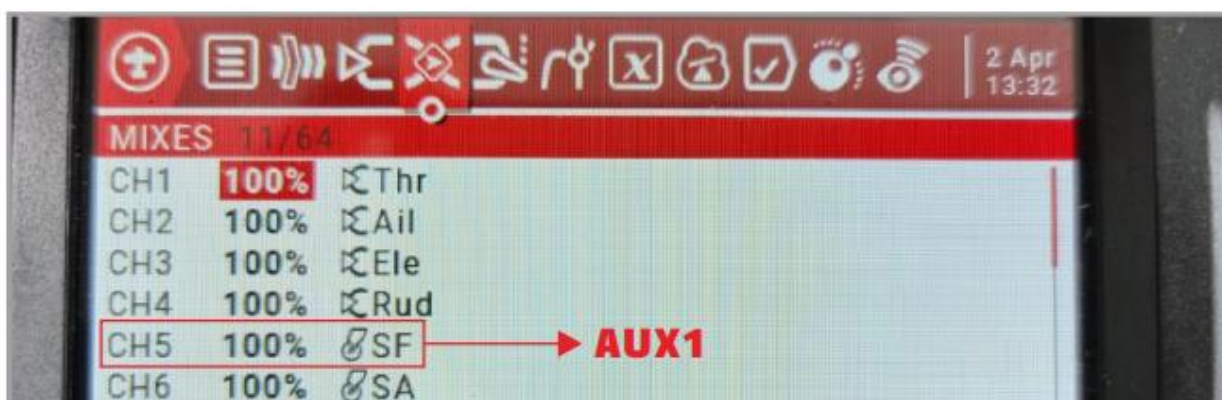 2 Apr
13:32
MIXES 11/64
CH1 100% Thr
CH2 100% Ail
CH3 100% Ele
CH4 100% Rud
CH5 100% SF AUX1
CH6 100% SA